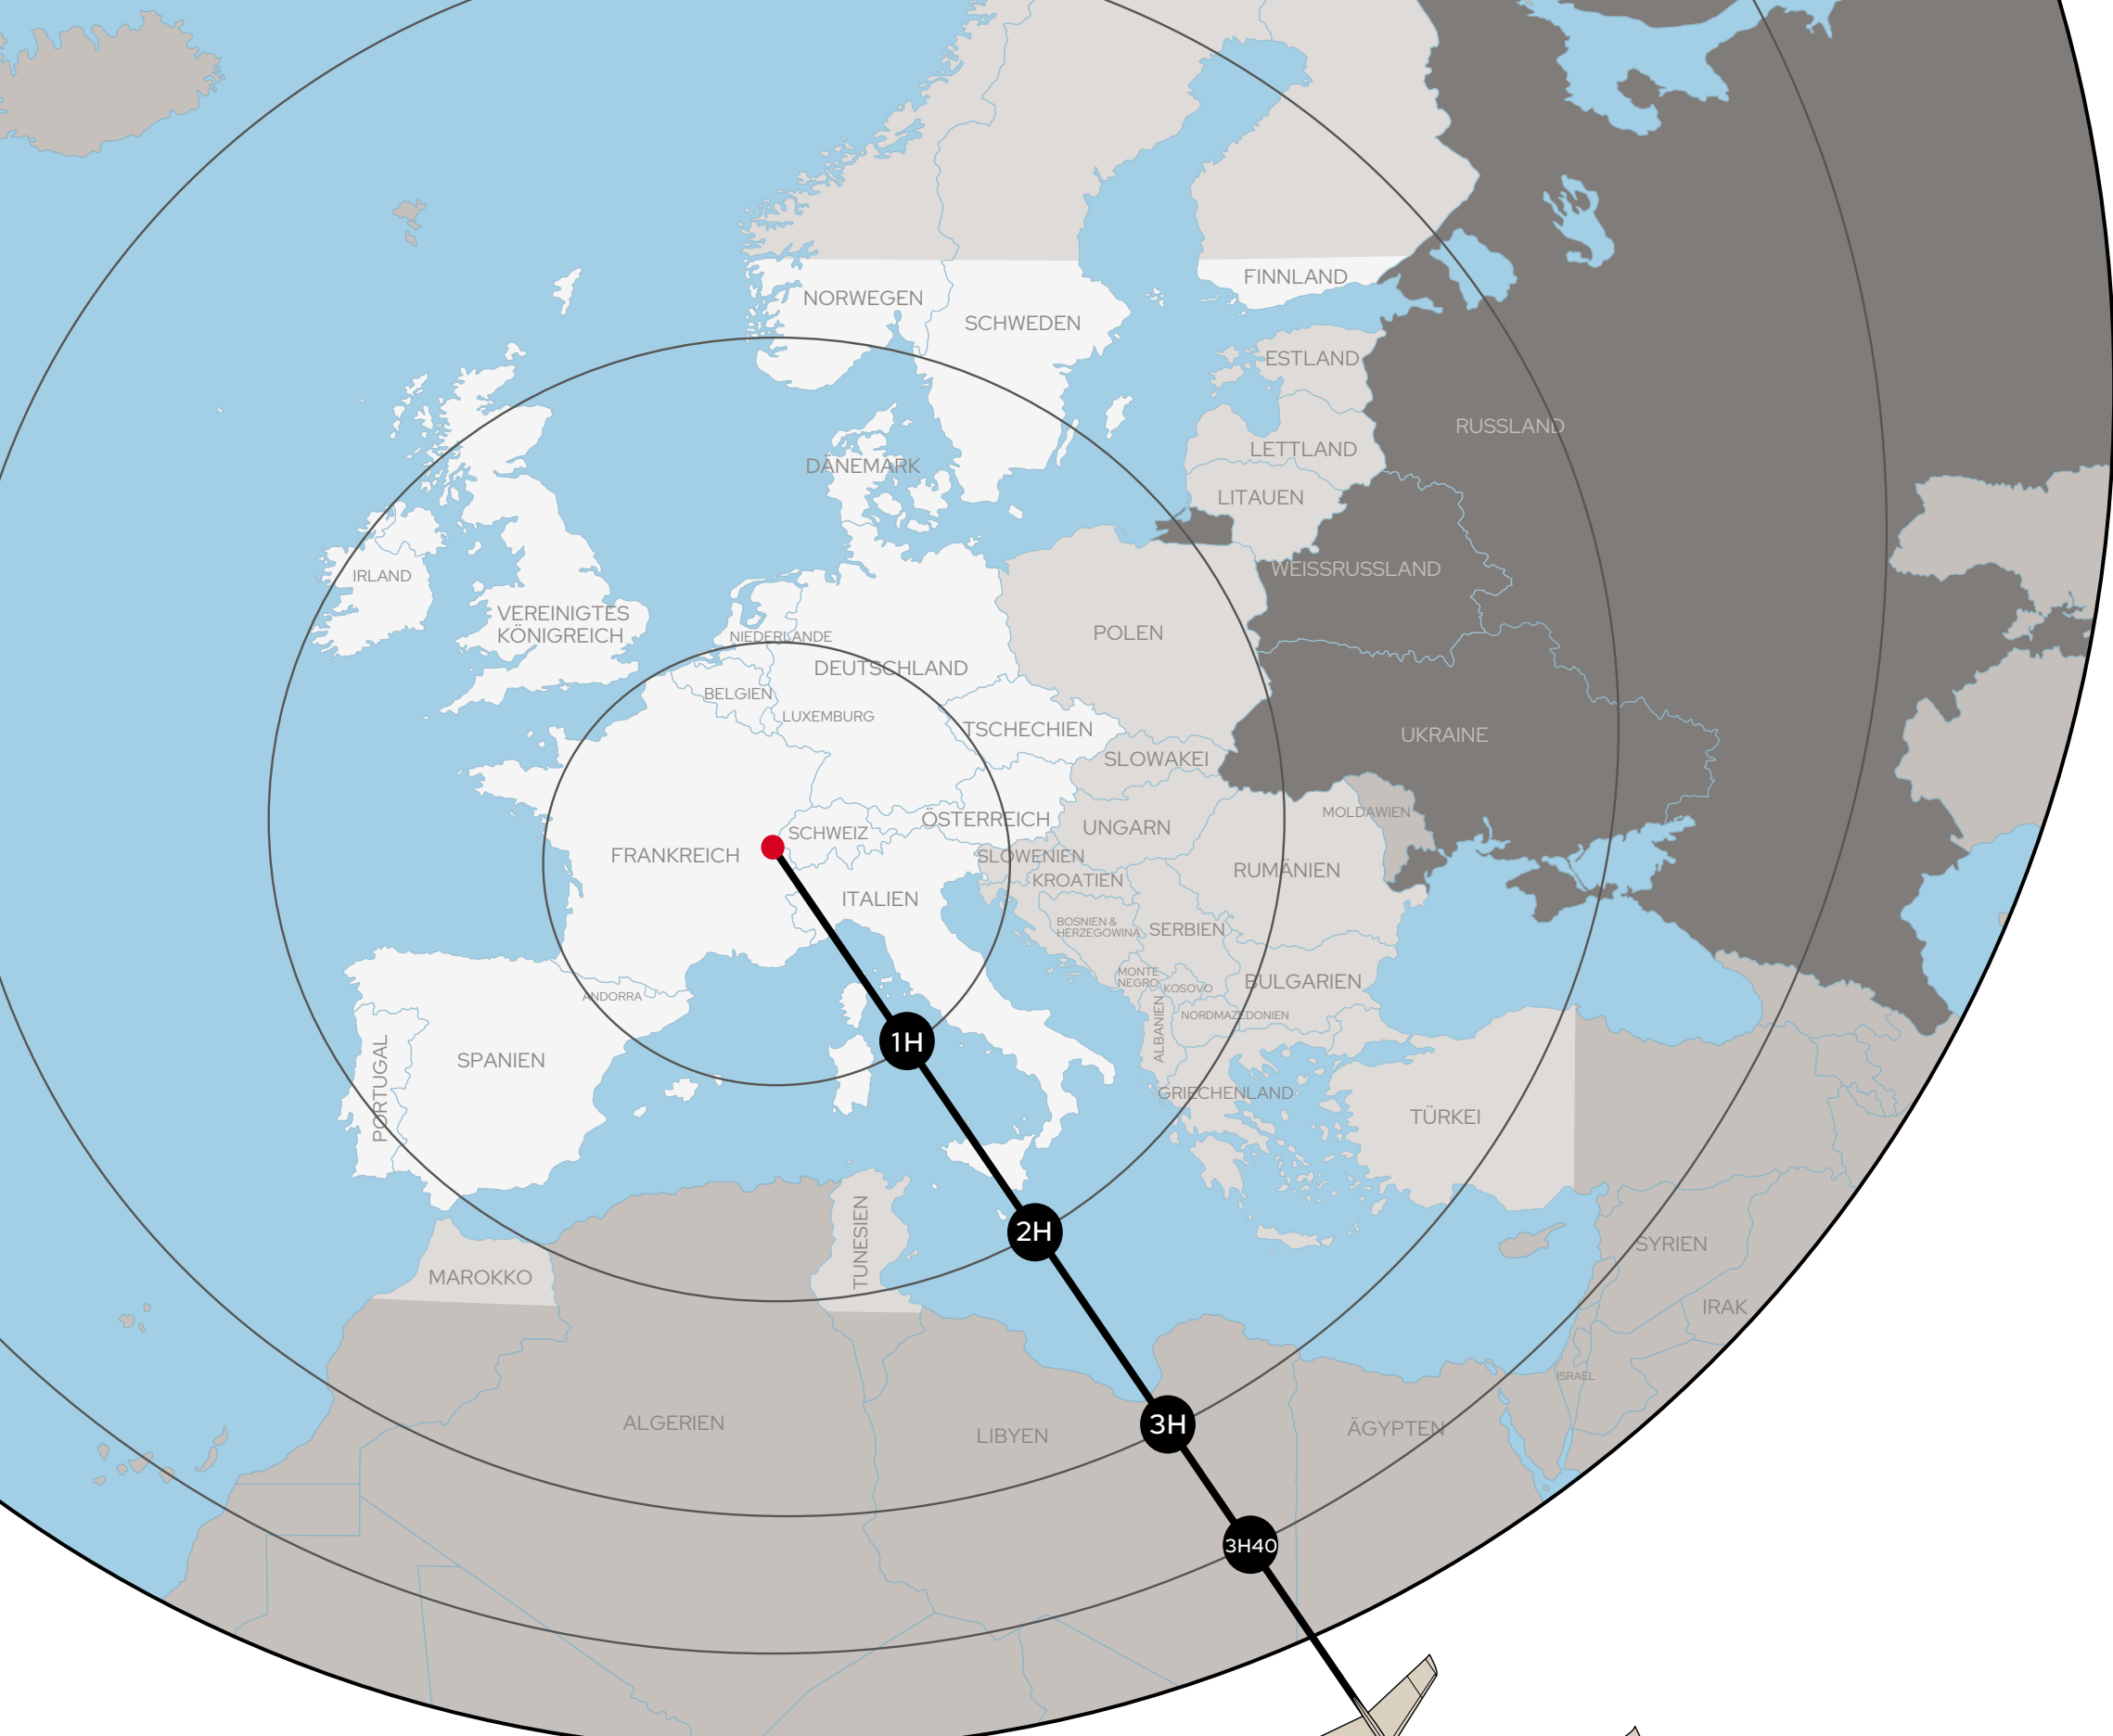 FINNLAND
NORWEGEN
SCHWEDEN
ESTLAND
RUSSLAND
LETTLAND
DÄNEMARK
LITAUEN
WEISSRUSSLAND
IRLAND
VEREINIGTES
KÖNIGREICH
NIEDERLANDE
POLEN
DEUTSCHLAND
BELGIEN
LUXEMBURG
TSCHECHIEN
UKRAINE
SLOWAKEI
MOLDAWIEN
ÖSTERREICH
UNGARN
SCHWEIZ
FRANKREICH
SLOWENIEN
RUMÄNIEN
KROATIEN
ITALIEN
BOSNIEN &
HERZEGOWINA
SERBIEN
MONTE
NEGRO
KOSOVO
BULGARIEN
ANDORRA
NORDMAZEDONIEN
ALBANIEN
1H
SPANIEN
PORTUGAL
GRIECHENLAND
TÜRKEI
2H
TUNESIEN
SYRIEN
MAROKKO
IRAK
ISRAEL
ALGERIEN
3H
ÄGYPTEN
LIBYEN
3H40